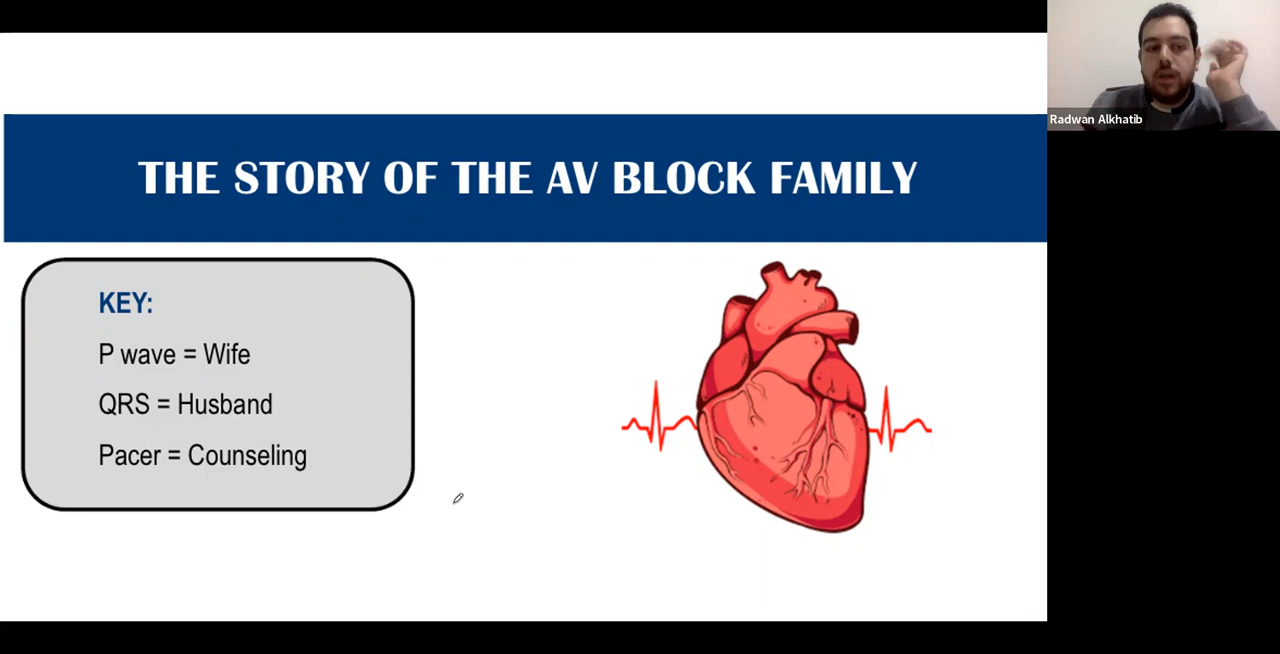 THE STORY OF THE AV BLOCK FAMILY
KEY:
P wave = Wife
QRS = Husband
Pacer = Counseling
Radwan Alkhatib